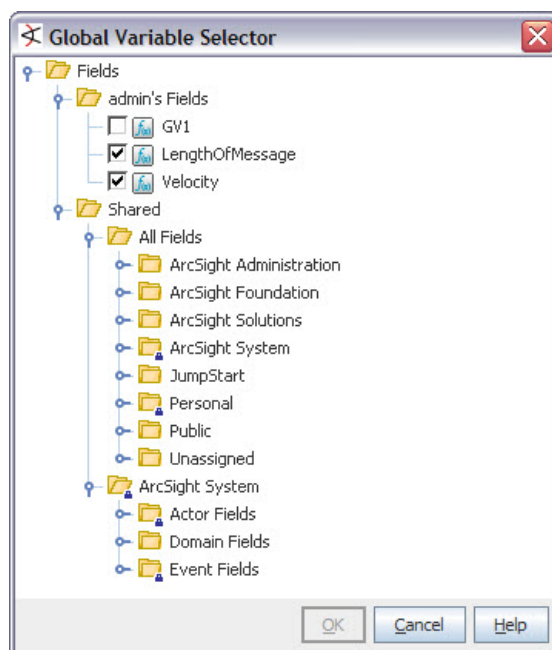 Global Variable Selector
Fields
admin's Fields
GV1
LengthOfMessage
Velocity
Shared
All Fields
ArcSight Administration
ArcSight Foundation
ArcSight Solutions
ArcSight System
JumpStart
Personal
Public
Unassigned
ArcSight System
Actor Fields
Domain Fields
Event Fields
OK Cancel Help